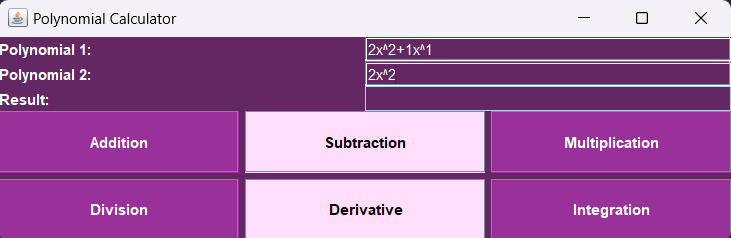 Polynomial Calculator
Polynomial 1: 2x^2+1x^1
Polynomial 2: 2x^2
Result:
Addition Subtraction Multiplication
Division Derivative Integration